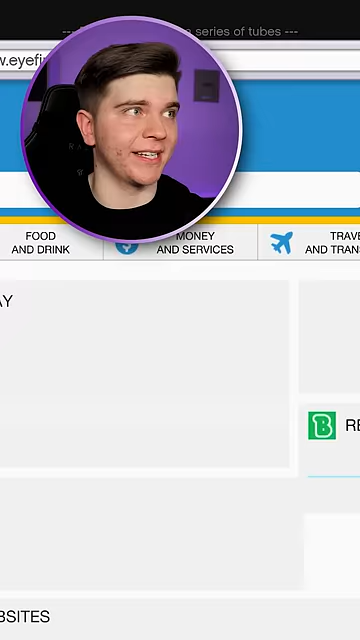 series of tubes ---
w.eyefi
FOOD
AND DRINK
MONEY
AND SERVICES
TRAVE
AND TRANS
AY
B RE
BSITES